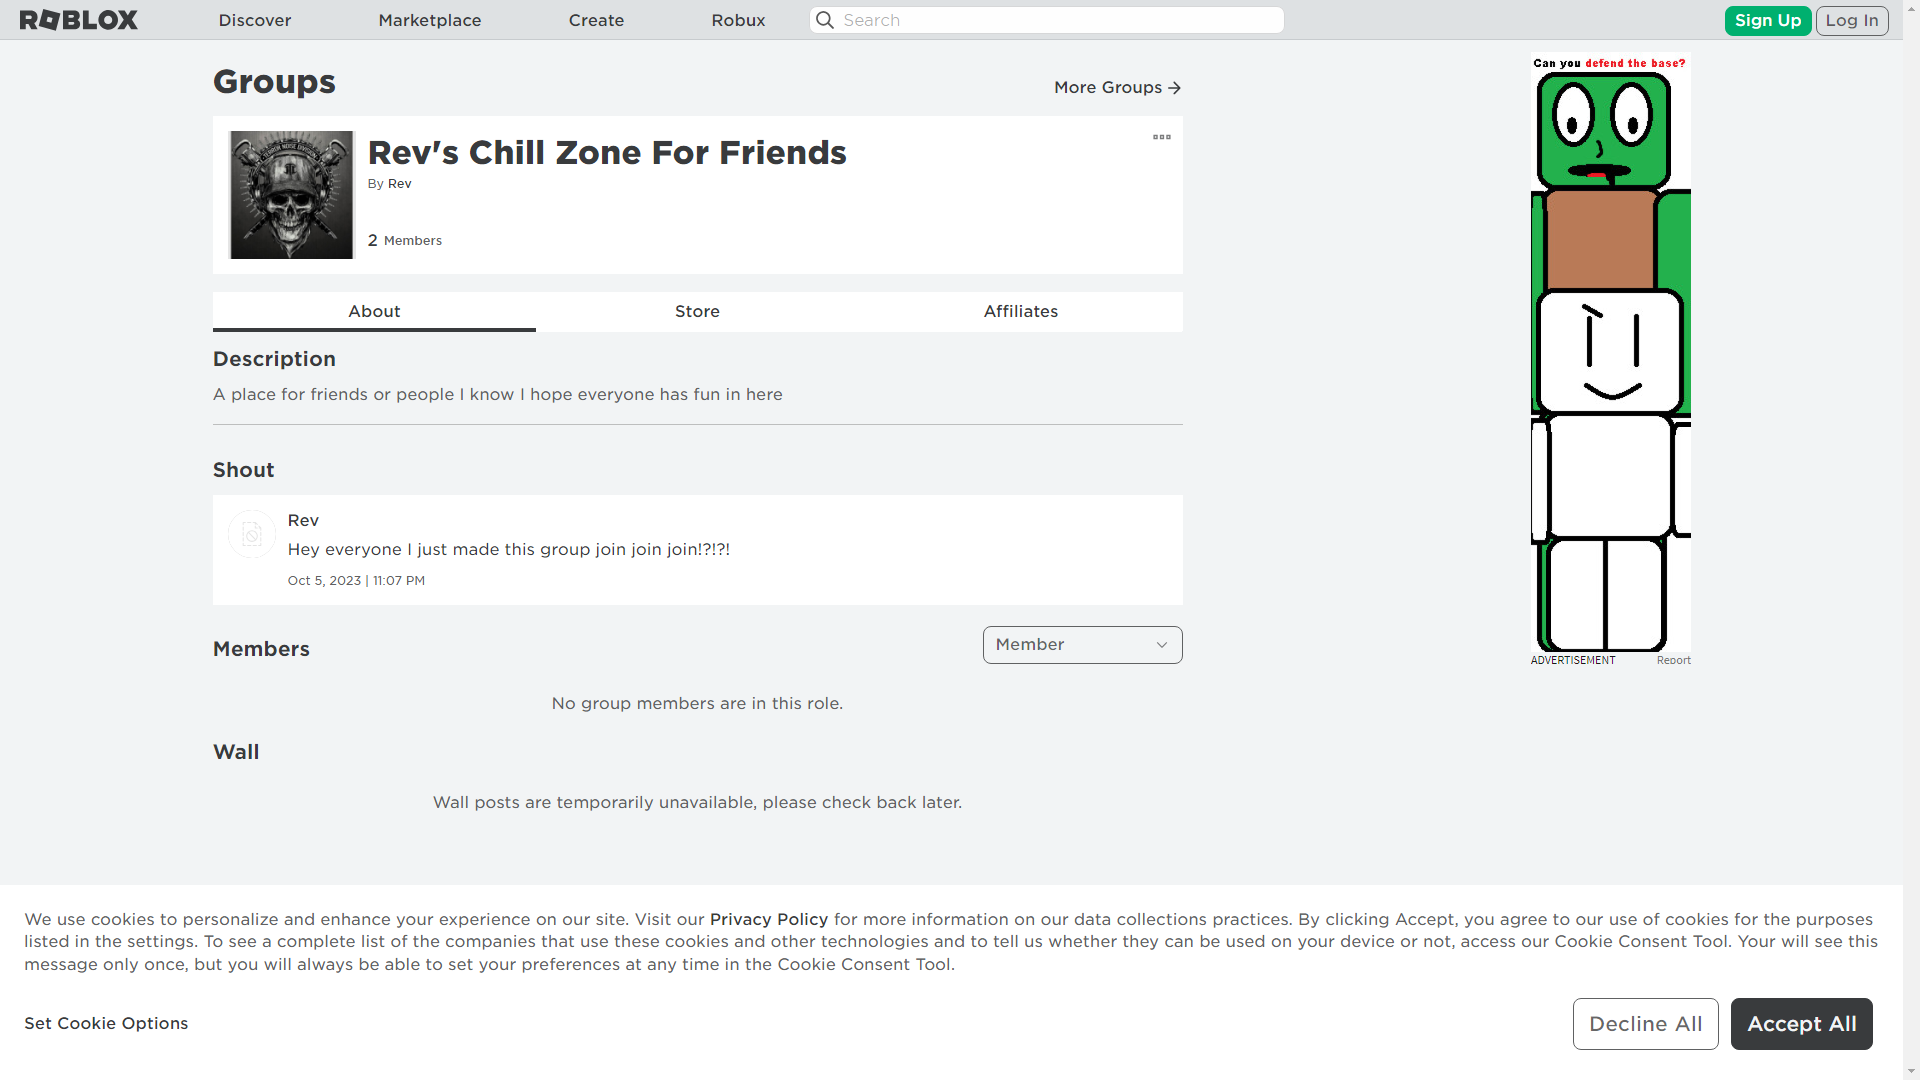 ROBLOX
Discover
Marketplace
Create
Robux
Search
Sign Up
Log In
Groups
More Groups
Rev's Chill Zone For Friends
By Rev
2 Members
About
Store
Affiliates
Description
A place for friends or people I know I hope everyone has fun in here
Shout
Rev
Hey everyone I just made this group join join join!?!?!
Oct 5, 2023 | 11:07 PM
Members
Member
No group members are in this role.
Wall
Wall posts are temporarily unavailable, please check back later.
Can you defend the base?
ADVERTISEMENT
Report
We use cookies to personalize and enhance your experience on our site. Visit our Privacy Policy for more information on our data collections practices. By clicking Accept, you agree to our use of cookies for the purposes
listed in the settings. To see a complete list of the companies that use these cookies and other technologies and to tell us whether they can be used on your device or not, access our Cookie Consent Tool. Your will see this
message only once, but you will always be able to set your preferences at any time in the Cookie Consent Tool.
Set Cookie Options
Decline All
Accept All